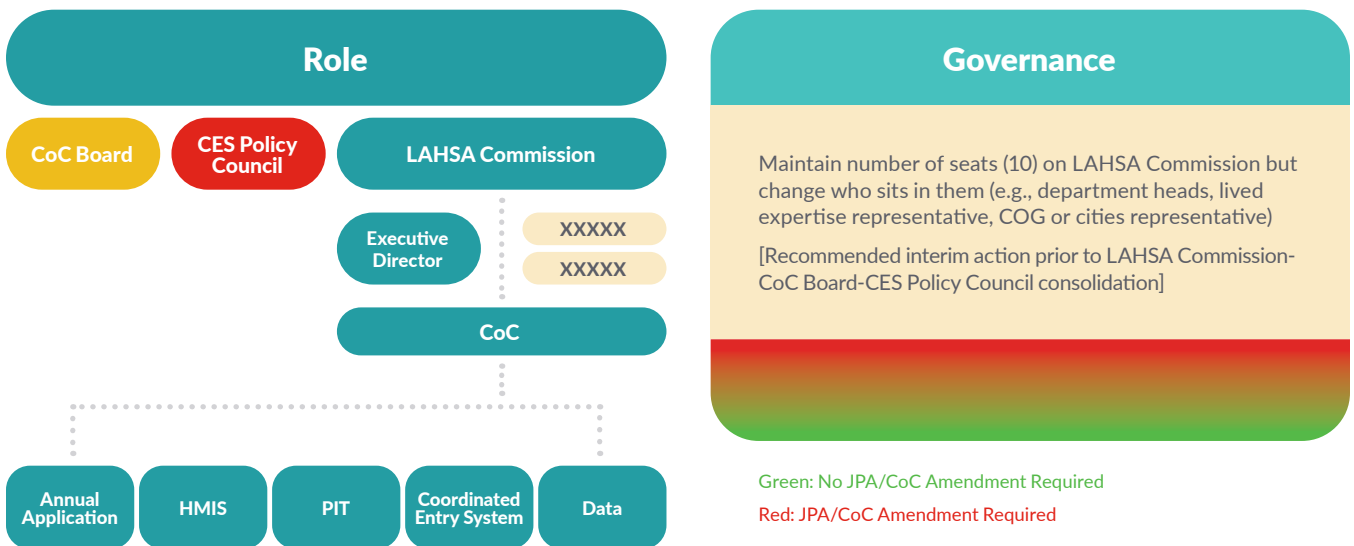 Role
CoC Board
CES Policy
Council
LAHSA Commission
Executive
Director
XXXXX
XXXXX
CoC
Annual
Application
HMIS
PIT
Coordinated
Entry System
Data
Governance
Maintain number of seats (10) on LAHSA Commission but
change who sits in them (e.g., department heads, lived
expertise representative, COG or cities representative)
[Recommended interim action prior to LAHSA Commission-
CoC Board-CES Policy Council consolidation]
Green: No JPA/CoC Amendment Required
Red: JPA/CoC Amendment Required